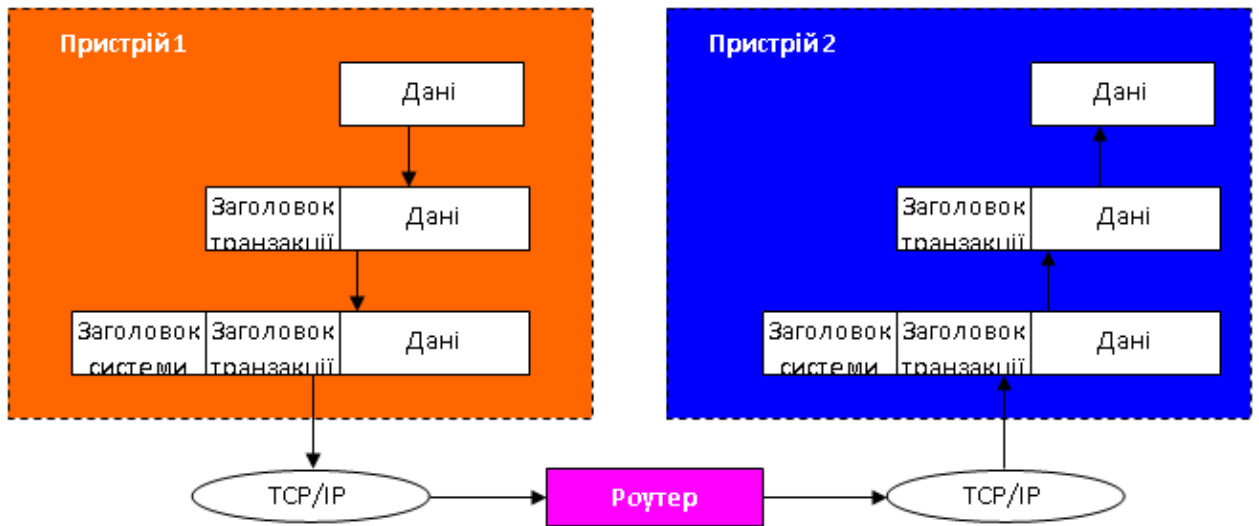 Пристрій 1
Дані
Заголовок
транзакції
Дані
Заголовок
системи
Заголовок
транзакції
Дані
TCP/IP
Роутер
Пристрій 2
Дані
Заголовок
транзакції
Дані
Заголовок
системи
Заголовок
транзакції
Дані
TCP/IP